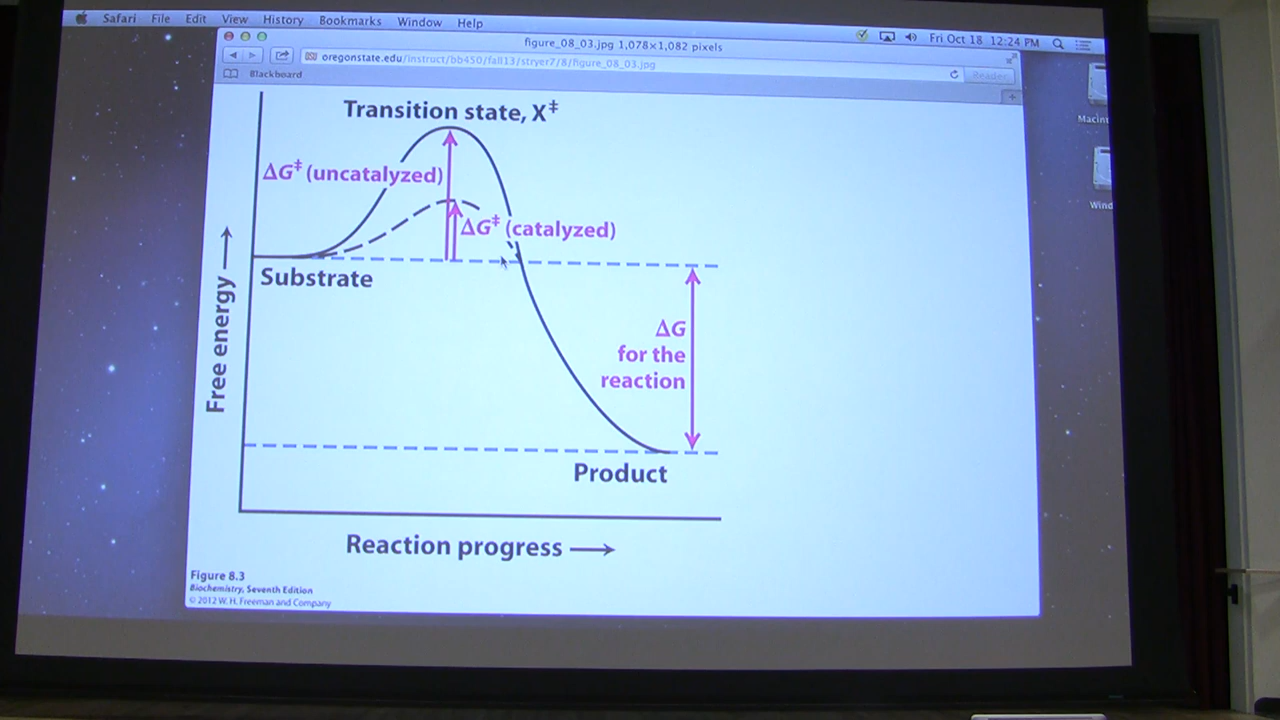 Safari File Edit View History Bookmarks Window Help
Fri Oct 18 12:24 PM
figure_08_03.jpg 1,078×1,082 pixels
oregonstate.edu/instruct/bb450/fall13/stryer7/8/figure_08_03.jpg
Reader
Blackboard
Macint
Wind
Transition state, X‡
ΔG‡ (uncatalyzed)
ΔG‡ (catalyzed)
Substrate
Free energy
ΔG
for the
reaction
Product
Reaction progress
Figure 8.3
Biochemistry, Seventh Edition
© 2012 W. H. Freeman and Company